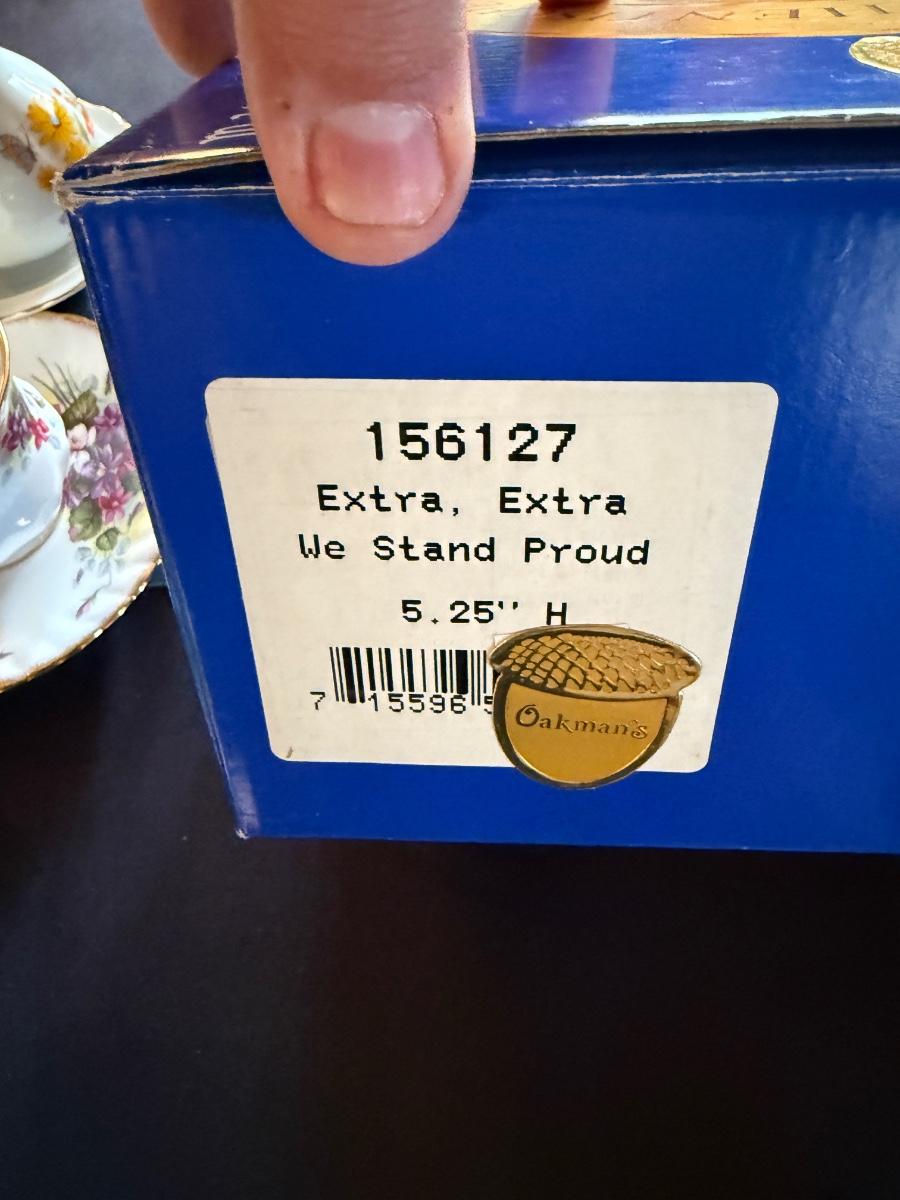 156127
Extra, Extra
We Stand Proud
5.25'' H
7 15596 5
Oakman's